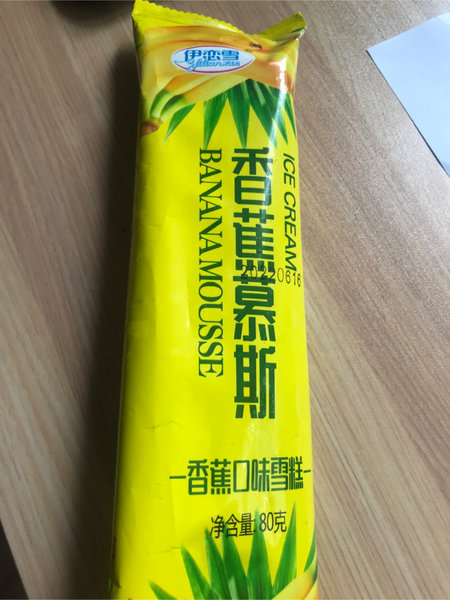 伊恋雪
ICE CREAM
香蕉慕斯
BANANA MOUSSE
20220616
香蕉口味雪糕
净含量:80克